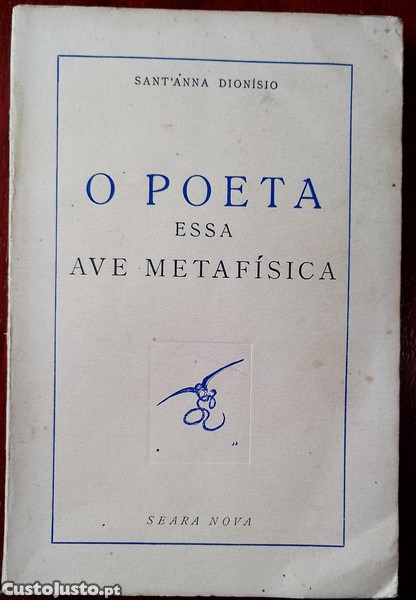 SANT'ANNA DIONÍSIO
O POETA
ESSA
AVE METAFÍSICA
SEARA NOVA
CustoJusto.pt